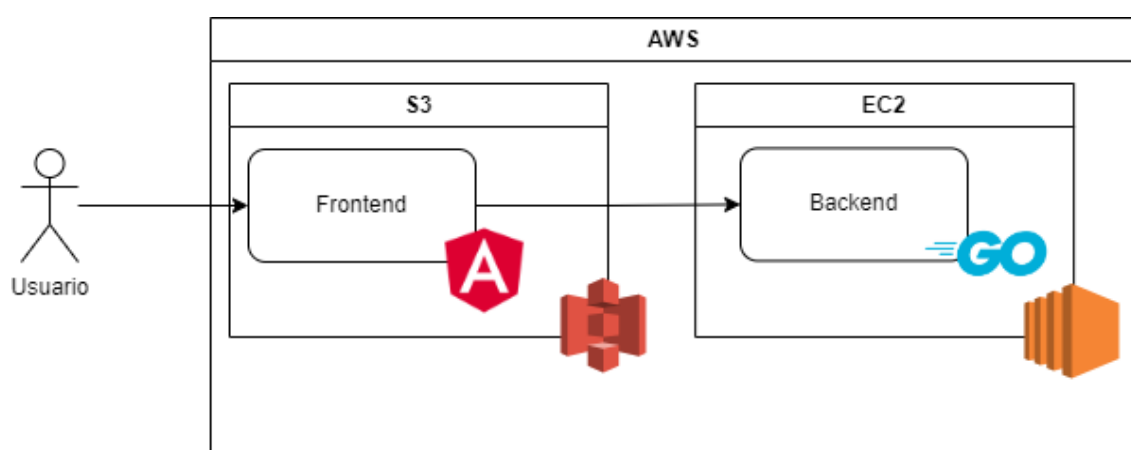 AWS
S3
EC2
Frontend
Backend
GO
Usuario